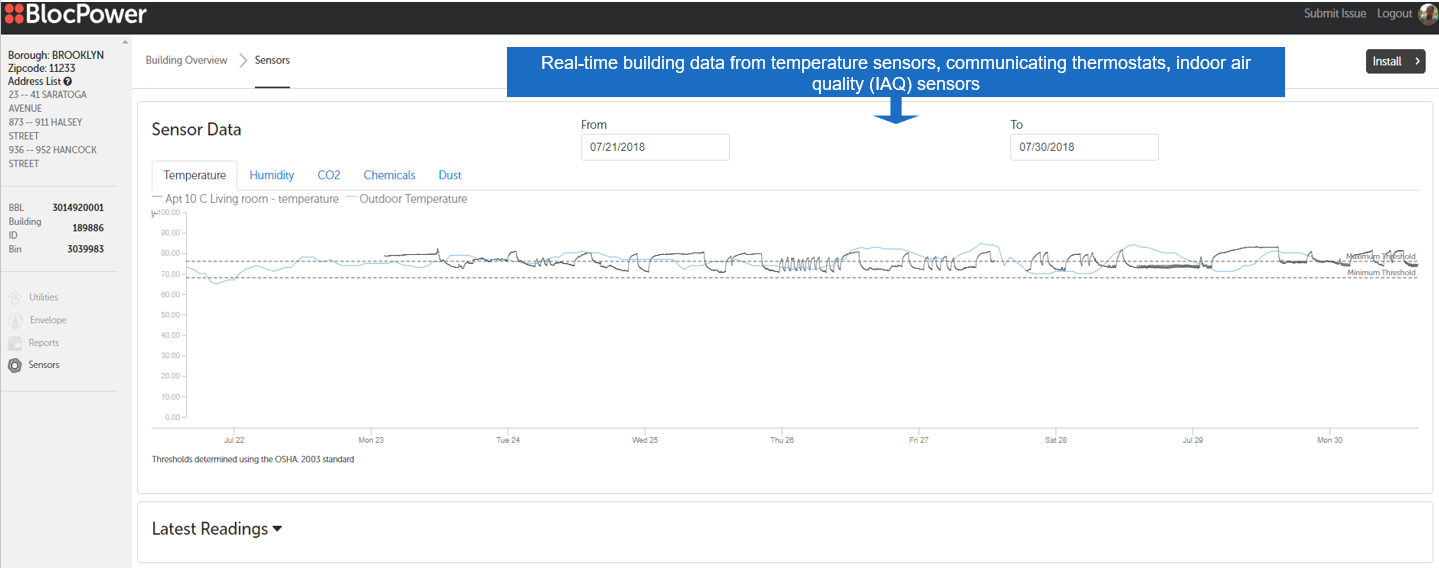 BlocPower
Submit Issue Logout
Borough: BROOKLYN
Zipcode: 11233
Address List
23 -- 41 SARATOGA
AVENUE
873 -- 911 HALSEY
STREET
936 -- 952 HANCOCK
STREET
BBL 3014920001
Building
ID 189886
Bin 3039983
Utilities
Envelope
Reports
Sensors
Building Overview Sensors
Real-time building data from temperature sensors, communicating thermostats, indoor air
quality (IAQ) sensors
Install
Sensor Data
From
07/21/2018
To
07/30/2018
Temperature Humidity CO2 Chemicals Dust
Apt 10 C Living room - temperature Outdoor Temperature
100.00
90.00
80.00
70.00
60.00
50.00
40.00
30.00
20.00
10.00
0.00
Maximum Threshold
Minimum Threshold
Jul 22 Mon 23 Tue 24 Wed 25 Thu 26 Fri 27 Sat 28 Jul 29 Mon 30
Thresholds determined using the OSHA. 2003 standard
Latest Readings